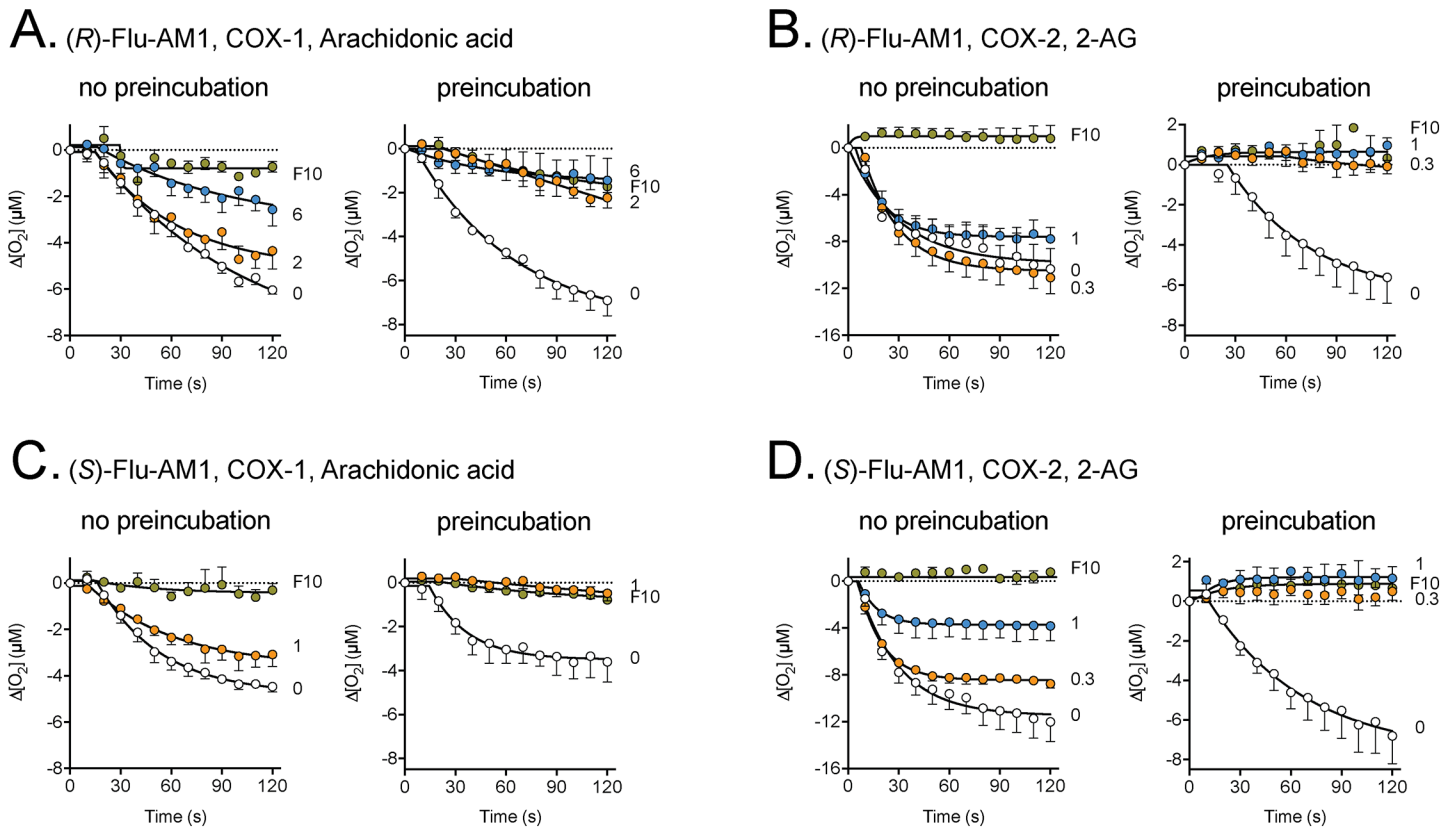 A. (R)-Flu-AM1, COX-1, Arachidonic acid
no preincubation
0
-2
-4
-6
-8
Δ[O2] (µM)
F10
6
2
0
0 30 60 90 120
Time (s)
preincubation
0
-2
-4
-6
-8
Δ[O2] (µM)
6
F10
2
0
0 30 60 90 120
Time (s)
B. (R)-Flu-AM1, COX-2, 2-AG
no preincubation
0
-4
-8
-12
-16
Δ[O2] (µM)
F10
1
0
0.3
0 30 60 90 120
Time (s)
preincubation
2
0
-2
-4
-6
-8
Δ[O2] (µM)
F10
1
0.3
0
0 30 60 90 120
Time (s)
C. (S)-Flu-AM1, COX-1, Arachidonic acid
no preincubation
0
-2
-4
-6
-8
Δ[O2] (µM)
F10
1
0
0 30 60 90 120
Time (s)
preincubation
0
-2
-4
-6
-8
Δ[O2] (µM)
1
F10
0
0 30 60 90 120
Time (s)
D. (S)-Flu-AM1, COX-2, 2-AG
no preincubation
0
-4
-8
-12
-16
Δ[O2] (µM)
F10
1
0.3
0
0 30 60 90 120
Time (s)
preincubation
2
0
-2
-4
-6
-8
Δ[O2] (µM)
1
F10
0.3
0
0 30 60 90 120
Time (s)